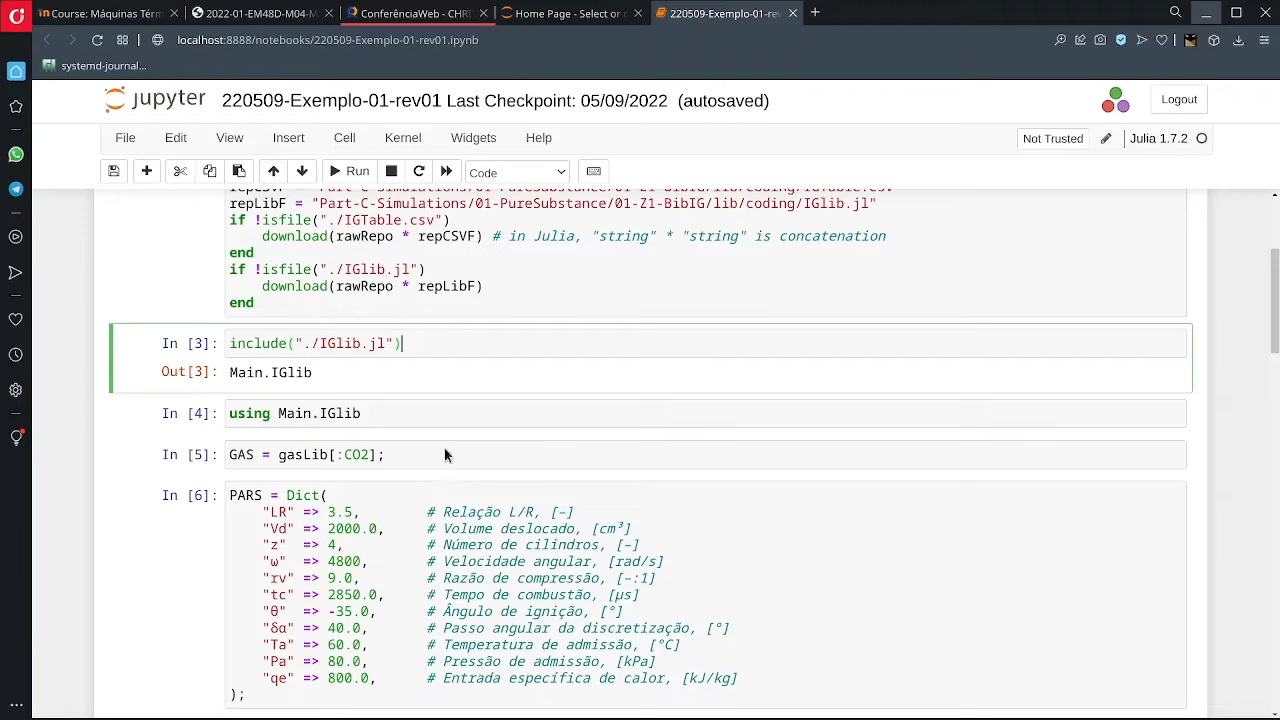 Curso: Máquinas Térm
2022-01-EM48D-M04-M
ConferênciaWeb - CHR
Home Page - Select or c
220509-Exemplo-01-rev
localhost:8888/notebooks/220509-Exemplo-01-rev01.ipynb
systemd-journal...
jupyter 220509-Exemplo-01-rev01 Last Checkpoint: 05/09/2022 (autosaved)
Logout
File Edit View Insert Cell Kernel Widgets Help
Not Trusted
Julia 1.7.2
Run
Code
repCSVF = "Part-C-Simulations/01-PureSubstance/01-Z1-BibIG/lib/coding/IGTable.csv"
repLibF = "Part-C-Simulations/01-PureSubstance/01-Z1-BibIG/lib/coding/IGlib.jl"
if !isfile("./IGTable.csv")
    download(rawRepo * repCSVF) # in Julia, "string" * "string" is concatenation
end
if !isfile("./IGlib.jl")
    download(rawRepo * repLibF)
end
In [3]: include("./IGlib.jl")
Out[3]: Main.IGlib
In [4]: using Main.IGlib
In [5]: GAS = gasLib[:CO2];
In [6]: PARS = Dict(
    "LR" => 3.5,         # Relação L/R, [–]
    "Vd" => 2000.0,      # Volume deslocado, [cm³]
    "z"  => 4,           # Número de cilindros, [–]
    "ω"  => 4800,        # Velocidade angular, [rad/s]
    "rv" => 9.0,         # Razão de compressão, [–:1]
    "tc" => 2850.0,      # Tempo de combustão, [μs]
    "θ"  => -35.0,       # Ângulo de ignição, [°]
    "δα" => 40.0,        # Passo angular da discretização, [°]
    "Ta" => 60.0,        # Temperatura de admissão, [°C]
    "Pa" => 80.0,        # Pressão de admissão, [kPa]
    "qe" => 800.0,       # Entrada específica de calor, [kJ/kg]
);